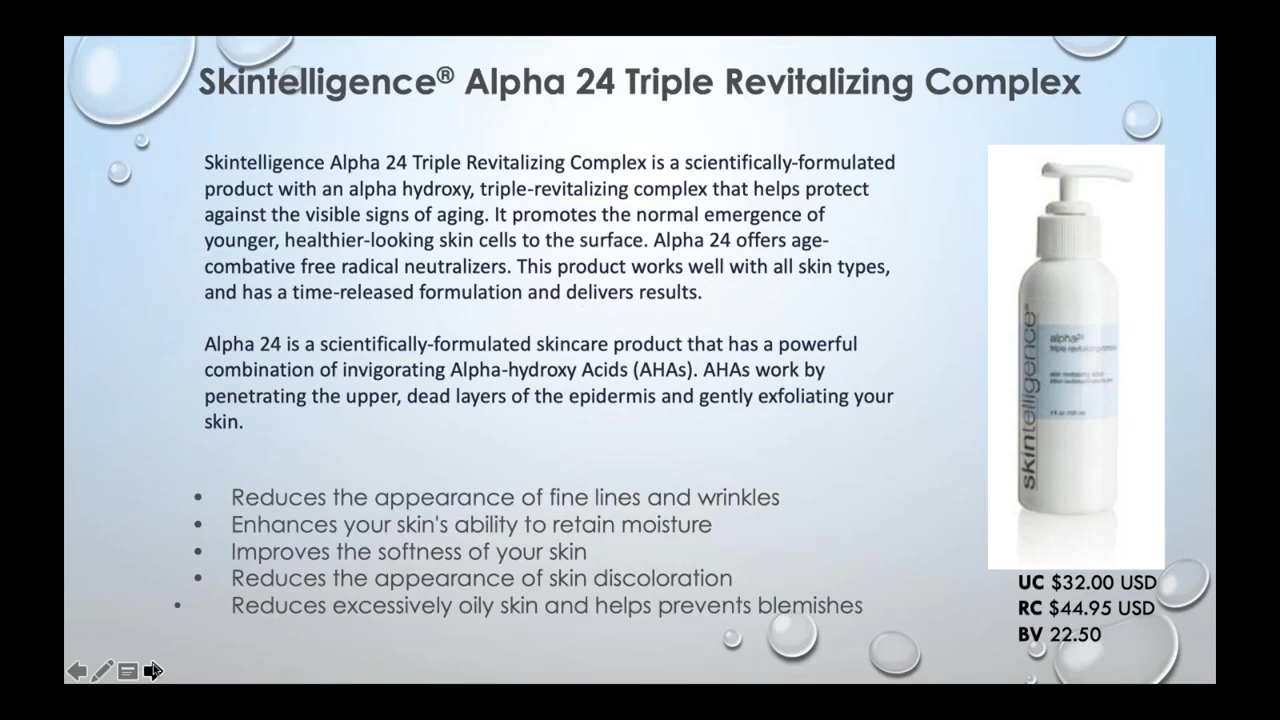 Skintelligence® Alpha 24 Triple Revitalizing Complex
Skintelligence Alpha 24 Triple Revitalizing Complex is a scientifically-formulated
product with an alpha hydroxy, triple-revitalizing complex that helps protect
against the visible signs of aging. It promotes the normal emergence of
younger, healthier-looking skin cells to the surface. Alpha 24 offers age-
combative free radical neutralizers. This product works well with all skin types,
and has a time-released formulation and delivers results.
Alpha 24 is a scientifically-formulated skincare product that has a powerful
combination of invigorating Alpha-hydroxy Acids (AHAs). AHAs work by
penetrating the upper, dead layers of the epidermis and gently exfoliating your
skin.
• Reduces the appearance of fine lines and wrinkles
• Enhances your skin's ability to retain moisture
• Improves the softness of your skin
• Reduces the appearance of skin discoloration
• Reduces excessively oily skin and helps prevents blemishes
skintelligence®
alpha24
triple revitalizing complex
UC $32.00 USD
RC $44.95 USD
BV 22.50